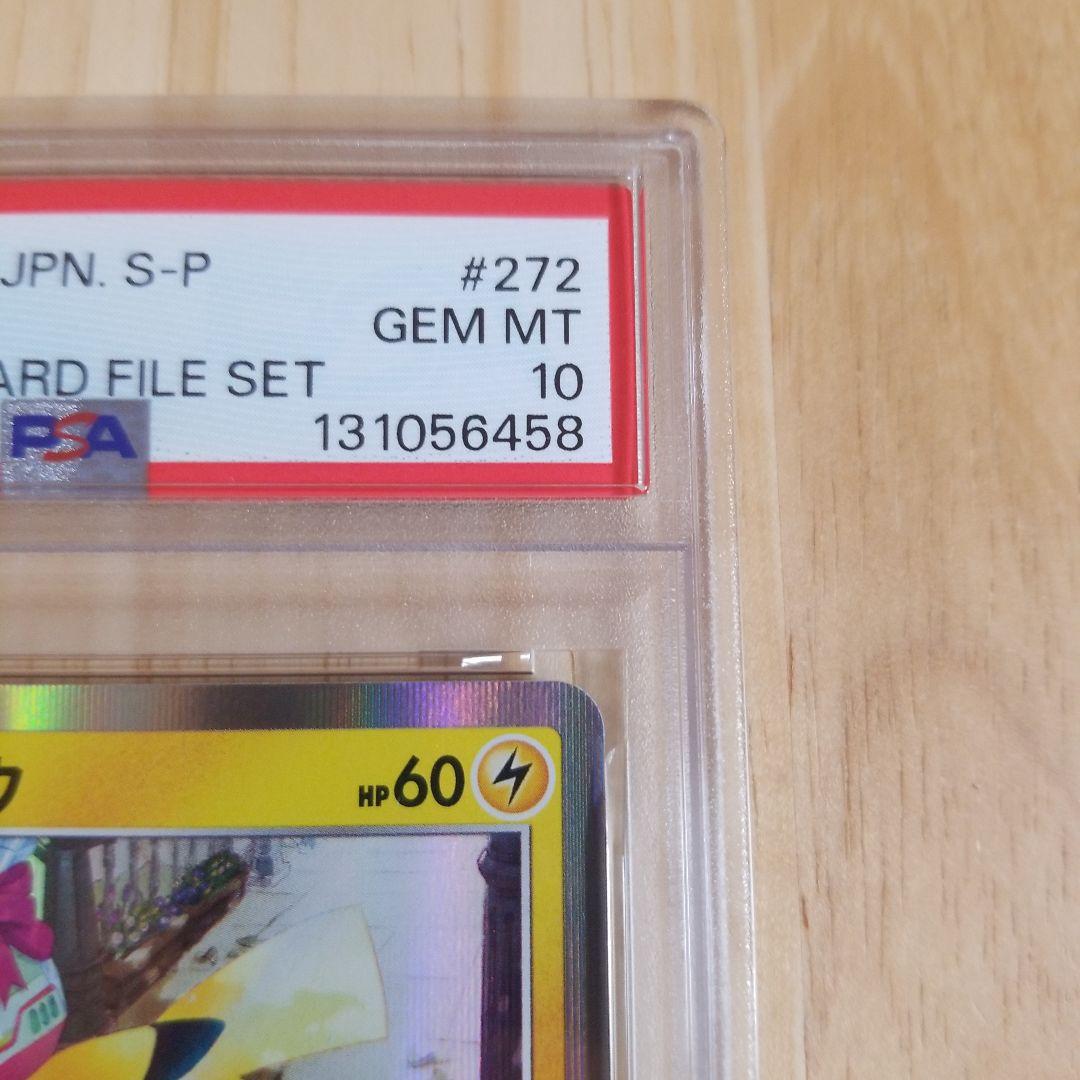 JPN. S-P #272
GEM MT
ARD FILE SET 10
PSA 131056458
HP60